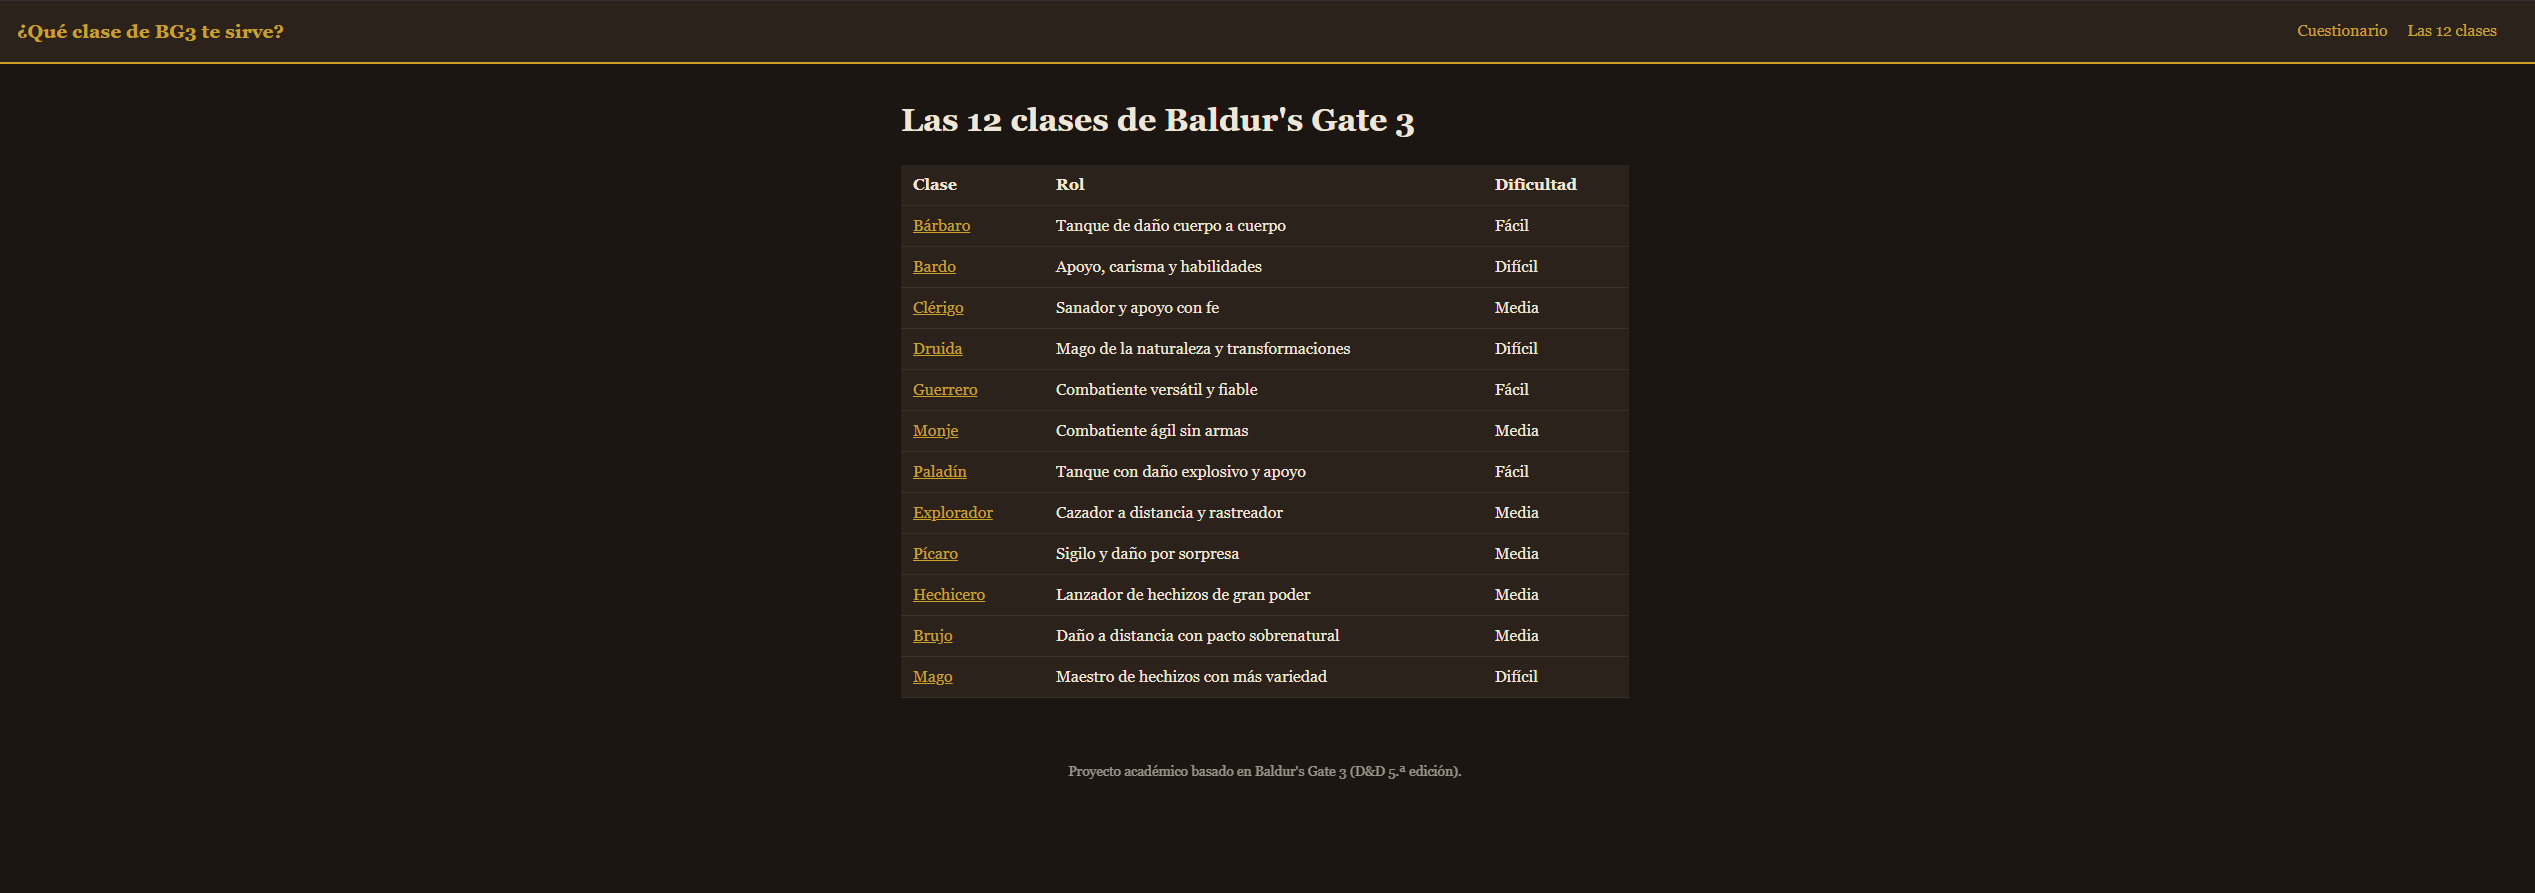 ¿Qué clase de BG3 te sirve? Cuestionario Las 12 clases
Las 12 clases de Baldur's Gate 3
Clase Rol Dificultad
Bárbaro Tanque de daño cuerpo a cuerpo Fácil
Bardo Apoyo, carisma y habilidades Difícil
Clérigo Sanador y apoyo con fe Media
Druida Mago de la naturaleza y transformaciones Difícil
Guerrero Combatiente versátil y fiable Fácil
Monje Combatiente ágil sin armas Media
Paladín Tanque con daño explosivo y apoyo Fácil
Explorador Cazador a distancia y rastreador Media
Pícaro Sigilo y daño por sorpresa Media
Hechicero Lanzador de hechizos de gran poder Media
Brujo Daño a distancia con pacto sobrenatural Media
Mago Maestro de hechizos con más variedad Difícil
Proyecto académico basado en Baldur's Gate 3 (D&D 5.ª edición).